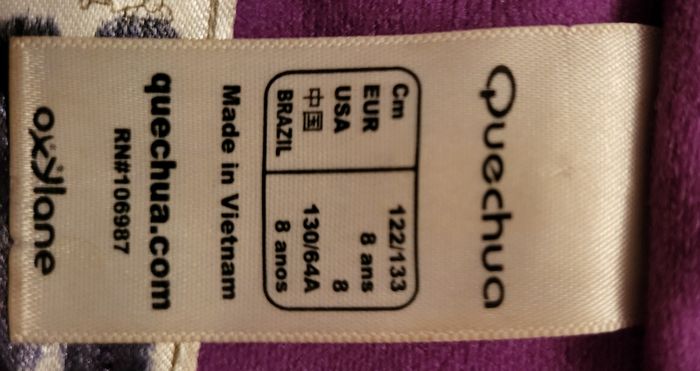 Quechua
Cm 122/133
EUR 8 ans
USA 8
中国 130/64A
BRAZIL 8 anos
Made in Vietnam
quechua.com
RN#106987
oxylane